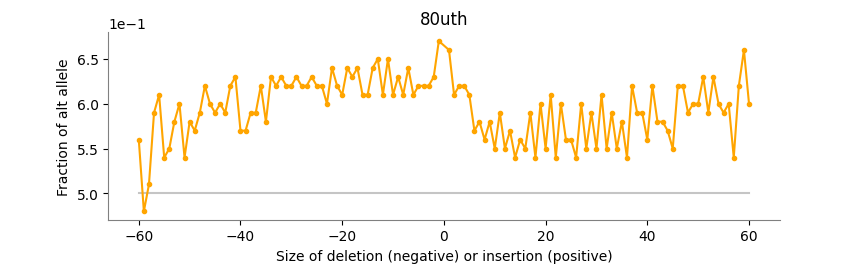 80uth
1e−1
6.5
6.0
5.5
5.0
Fraction of alt allele
−60 −40 −20 0 20 40 60
Size of deletion (negative) or insertion (positive)